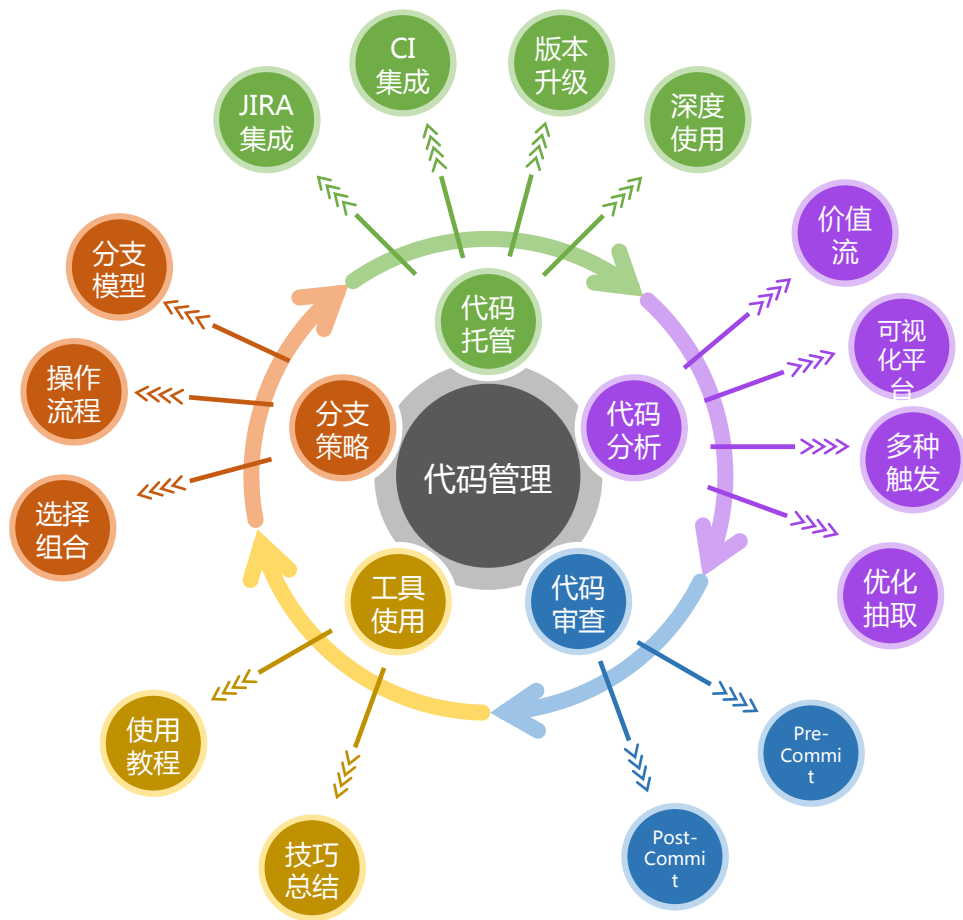 CI
集成
版本
升级
JIRA
集成
深度
使用
价值
流
分支
模型
代码
托管
可视
化平
台
操作
流程
分支
策略
代码
分析
多种
触发
代码管理
选择
组合
工具
使用
代码
审查
优化
抽取
使用
教程
Pre-
Commi
t
技巧
总结
Post-
Commi
t